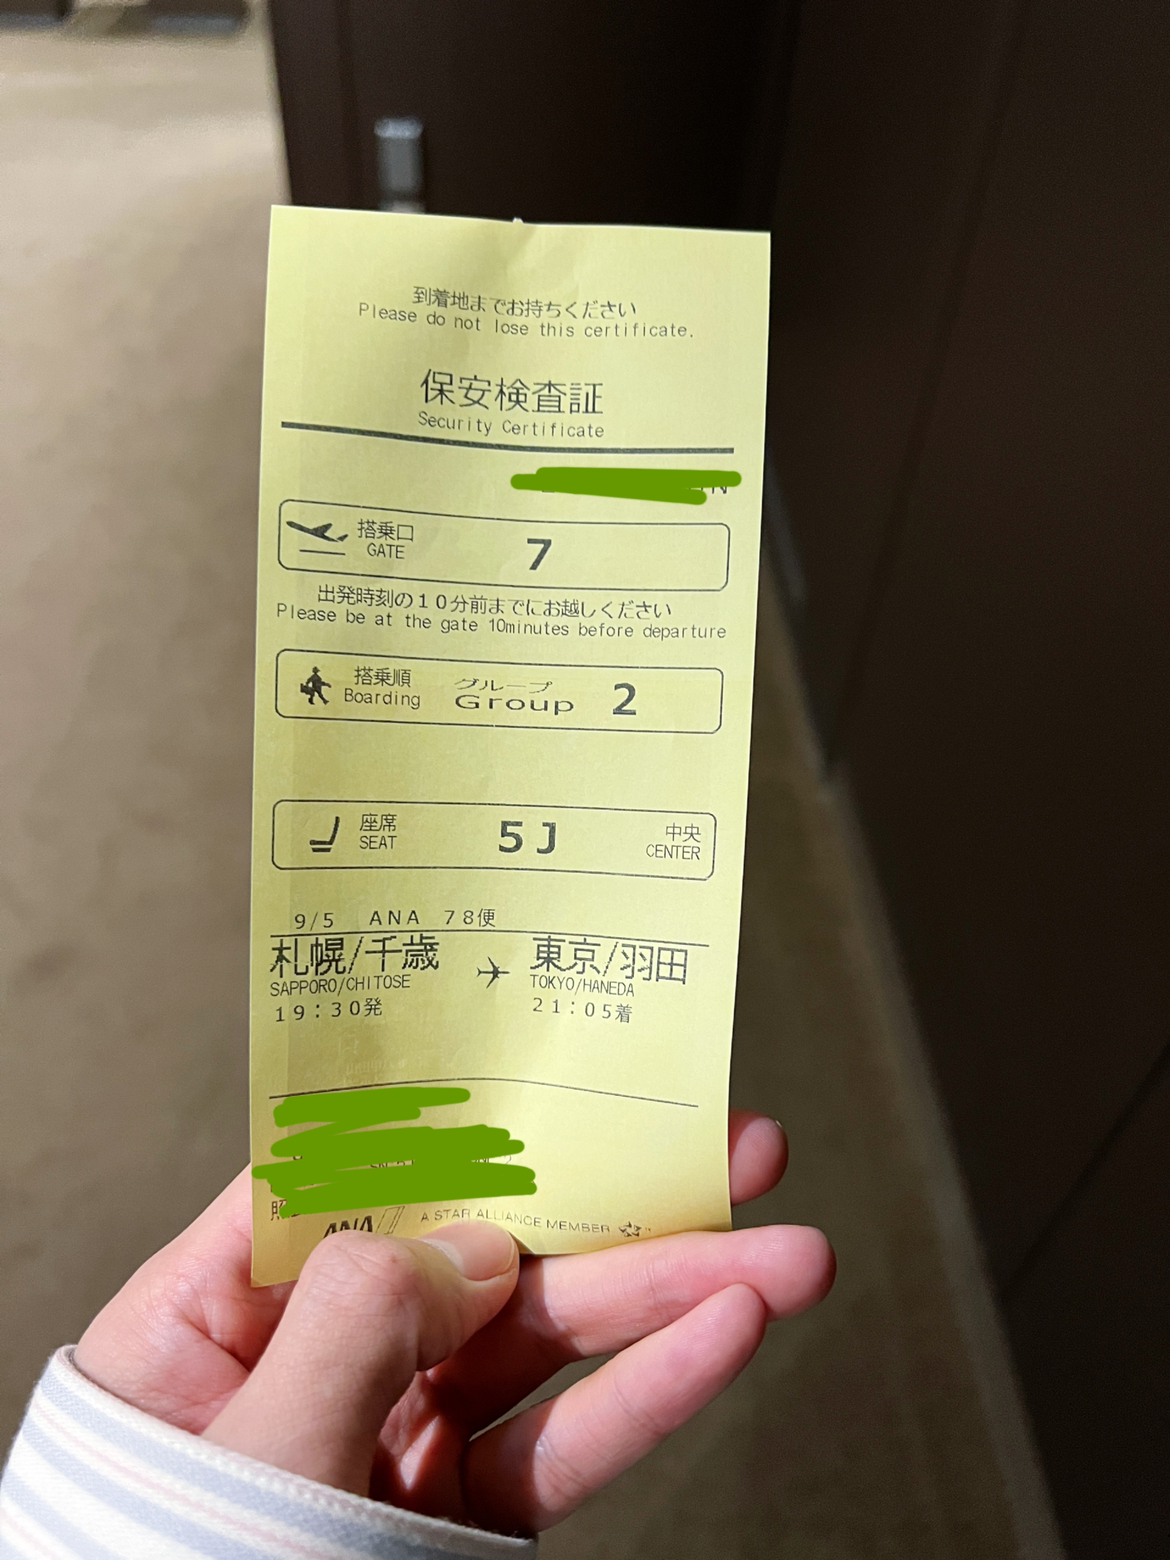 到着地までお持ちください
Please do not lose this certificate.
保安検査証
Security Certificate
搭乗口
GATE
7
出発時刻の１０分前までにお越しください
Please be at the gate 10minutes before departure
搭乗順
Boarding
グループ
Group 2
座席
SEAT
5J
中央
CENTER
9/5 ANA 78便
札幌/千歳 東京/羽田
SAPPORO/CHITOSE TOKYO/HANEDA
19:30発 21:05着
ANA A STAR ALLIANCE MEMBER